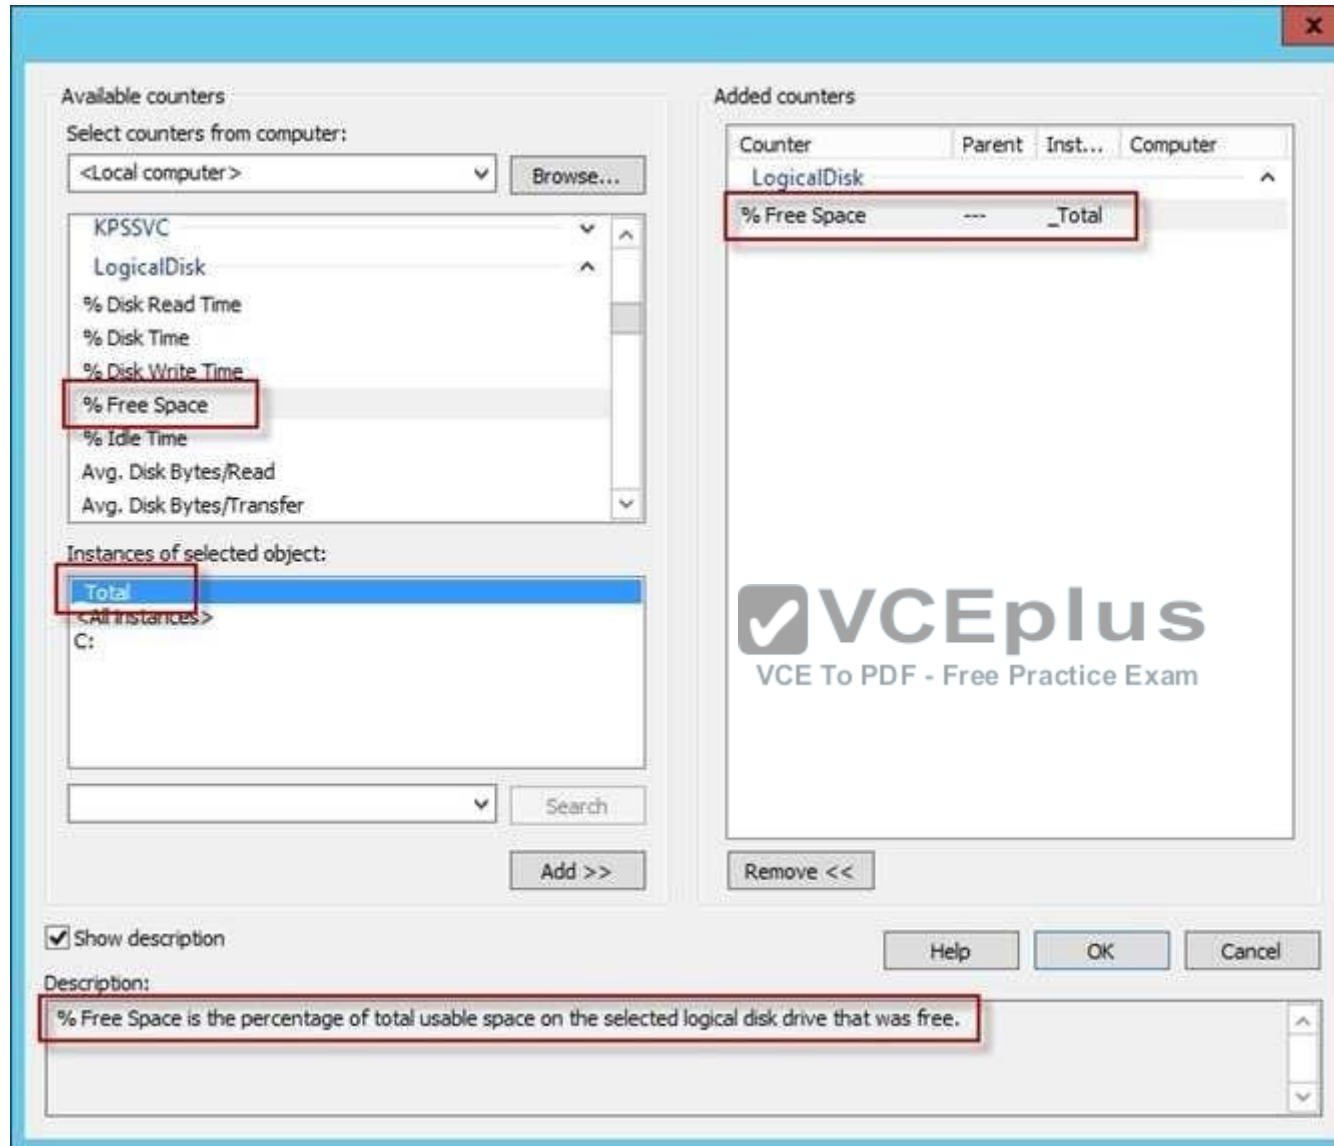 x
Available counters
Select counters from computer:
<Local computer>
Browse...
KPSSVC
LogicalDisk
% Disk Read Time
% Disk Time
% Disk Write Time
% Free Space
% Idle Time
Avg. Disk Bytes/Read
Avg. Disk Bytes/Transfer
Instances of selected object:
_Total
<All instances>
C:
Search
Add >>
Added counters
Counter Parent Inst... Computer
LogicalDisk
% Free Space --- _Total
VCEplus
VCE To PDF - Free Practice Exam
Remove <<
Show description
Help OK Cancel
Description:
% Free Space is the percentage of total usable space on the selected logical disk drive that was free.